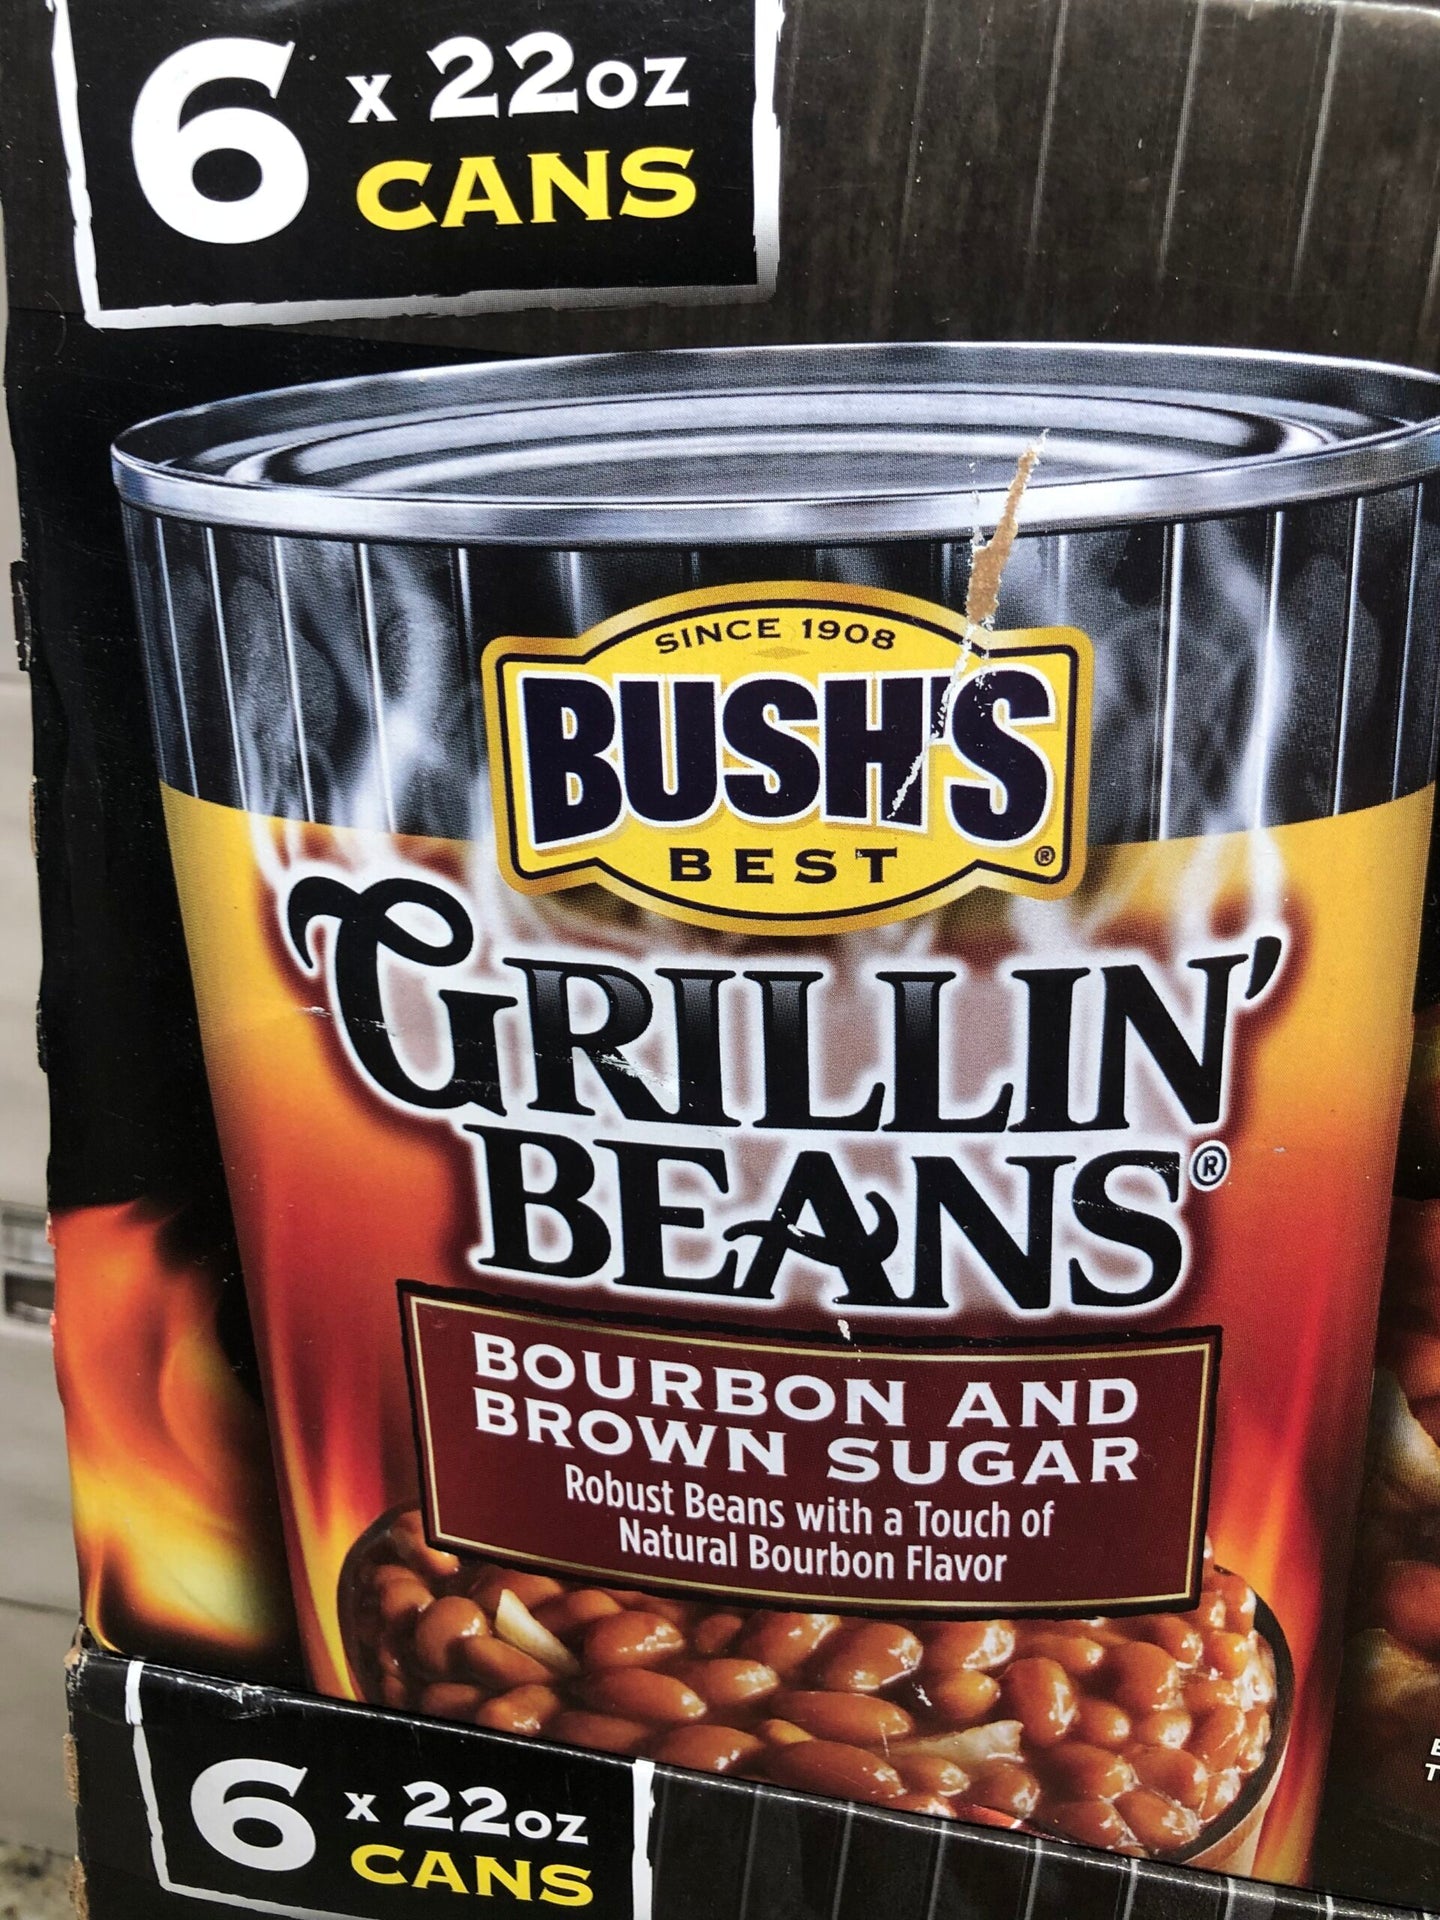 6 x 22oz
CANS
SINCE 1908
BUSH'S
BEST ®
GRILLIN'
BEANS®
BOURBON AND
BROWN SUGAR
Robust Beans with a Touch of
Natural Bourbon Flavor
6 x 22oz
CANS